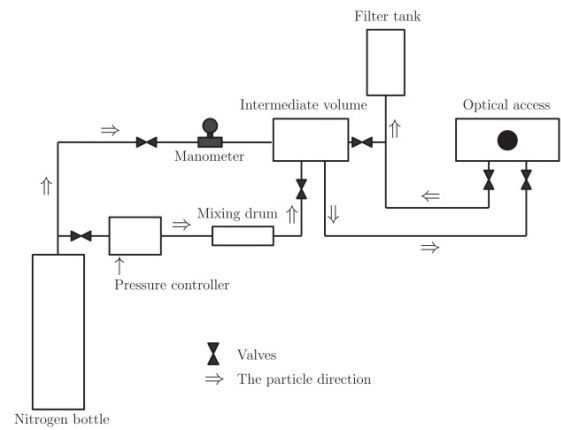 Filter tank
Intermediate volume
Optical access
Manometer
Mixing drum
Pressure controller
Valves
The particle direction
Nitrogen bottle